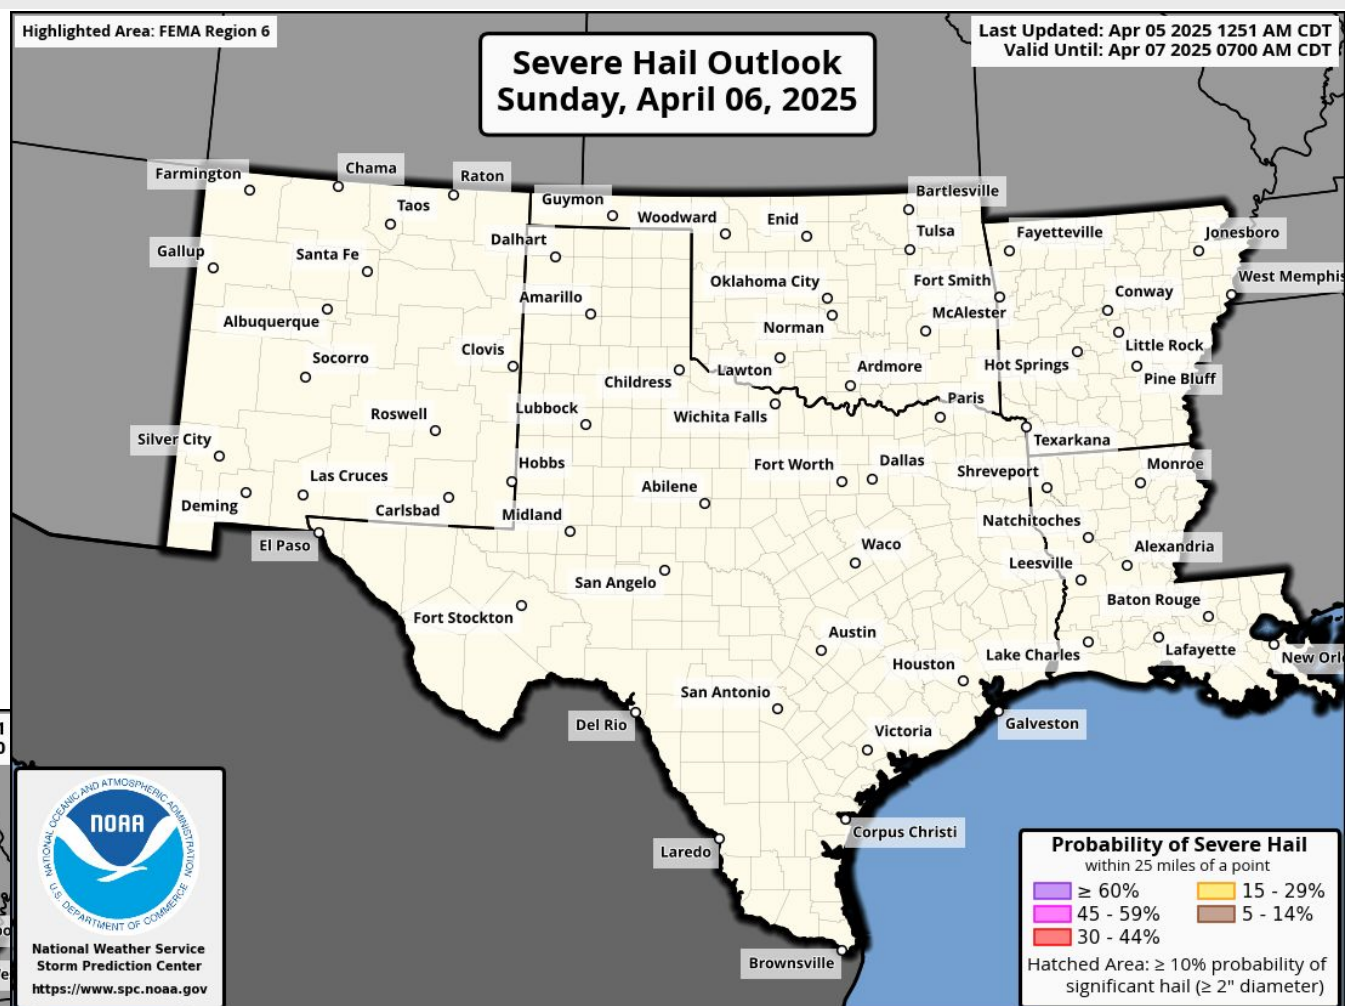 Highlighted Area: FEMA Region 6
Severe Hail Outlook
Sunday, April 06, 2025
Last Updated: Apr 05 2025 1251 AM CDT
Valid Until: Apr 07 2025 0700 AM CDT
Farmington
Chama
Raton
Taos
Guymon
Woodward
Enid
Bartlesville
Tulsa
Fayetteville
Jonesboro
Gallup
Santa Fe
Dalhart
Oklahoma City
Fort Smith
West Memphis
Albuquerque
Amarillo
Norman
McAlester
Conway
Little Rock
Socorro
Clovis
Childress
Lawton
Ardmore
Hot Springs
Pine Bluff
Roswell
Lubbock
Wichita Falls
Paris
Texarkana
Silver City
Las Cruces
Hobbs
Abilene
Fort Worth
Dallas
Shreveport
Monroe
Deming
Carlsbad
Midland
Natchitoches
El Paso
San Angelo
Waco
Leesville
Alexandria
Fort Stockton
Austin
Baton Rouge
Houston
Lake Charles
Lafayette
New Orl
San Antonio
Del Rio
Victoria
Galveston
Laredo
Corpus Christi
Brownsville
NATIONAL OCEANIC AND ATMOSPHERIC ADMINISTRATION
NOAA
U.S. DEPARTMENT OF COMMERCE
National Weather Service
Storm Prediction Center
https://www.spc.noaa.gov
Probability of Severe Hail
within 25 miles of a point
≥ 60%
15 - 29%
45 - 59%
5 - 14%
30 - 44%
Hatched Area: ≥ 10% probability of
significant hail (≥ 2" diameter)